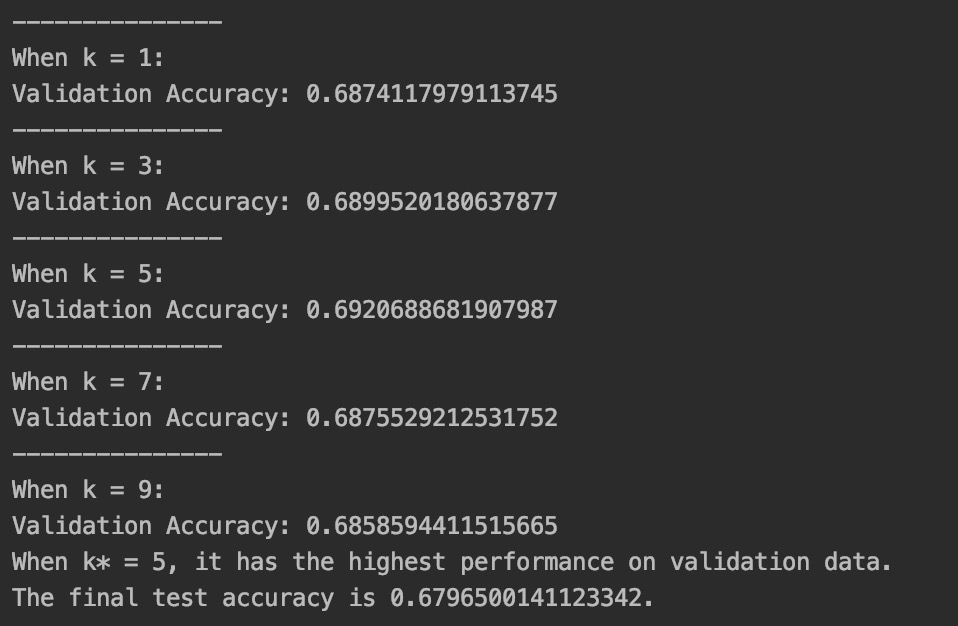 ---------------
When k = 1:
Validation Accuracy: 0.6874117979113745
---------------
When k = 3:
Validation Accuracy: 0.6899520180637877
---------------
When k = 5:
Validation Accuracy: 0.6920688681907987
---------------
When k = 7:
Validation Accuracy: 0.6875529212531752
---------------
When k = 9:
Validation Accuracy: 0.6858594411515665
When k* = 5, it has the highest performance on validation data.
The final test accuracy is 0.6796500141123342.